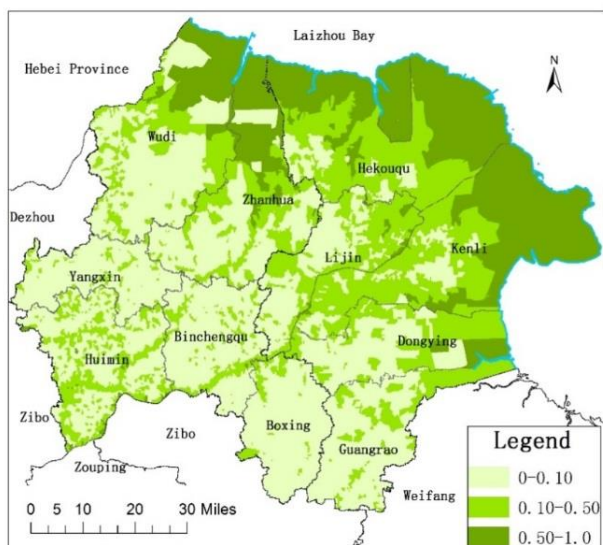 Laizhou Bay
Hebei Province
N
Wudi
Hekouqu
Zhanhua
Dezhou
Lijin
Kenli
Yangxin
Binchengqu
Dongying
Huimin
Zibo
Zibo
Boxing
Guangrao
Zouping
Weifang
Legend
0-0.10
0.10-0.50
0.50-1.0
0 5 10 20 30 Miles